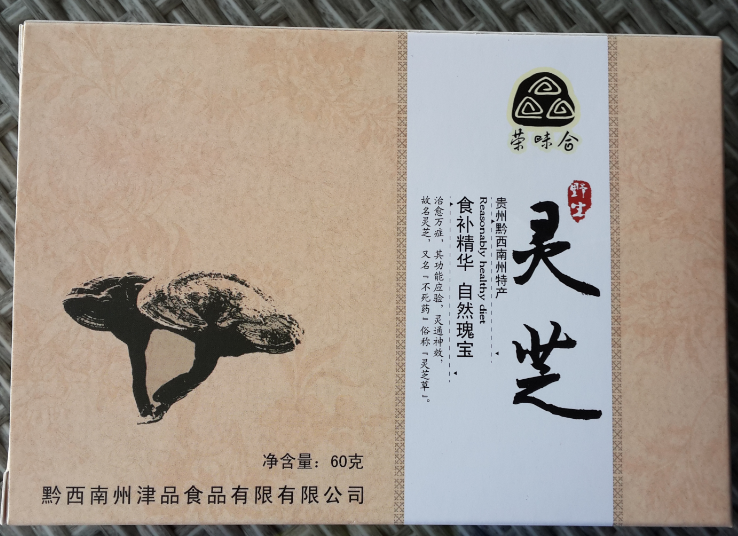 荣味合
野生
灵芝
贵州黔西南州特产
Reasonably healthy diet
食补精华 自然瑰宝
治愈万症，其功能应验，灵通神效，
故名灵芝，又名“不死药”俗称“灵芝草”。
净含量：60克
黔西南州津品食品有限有限公司